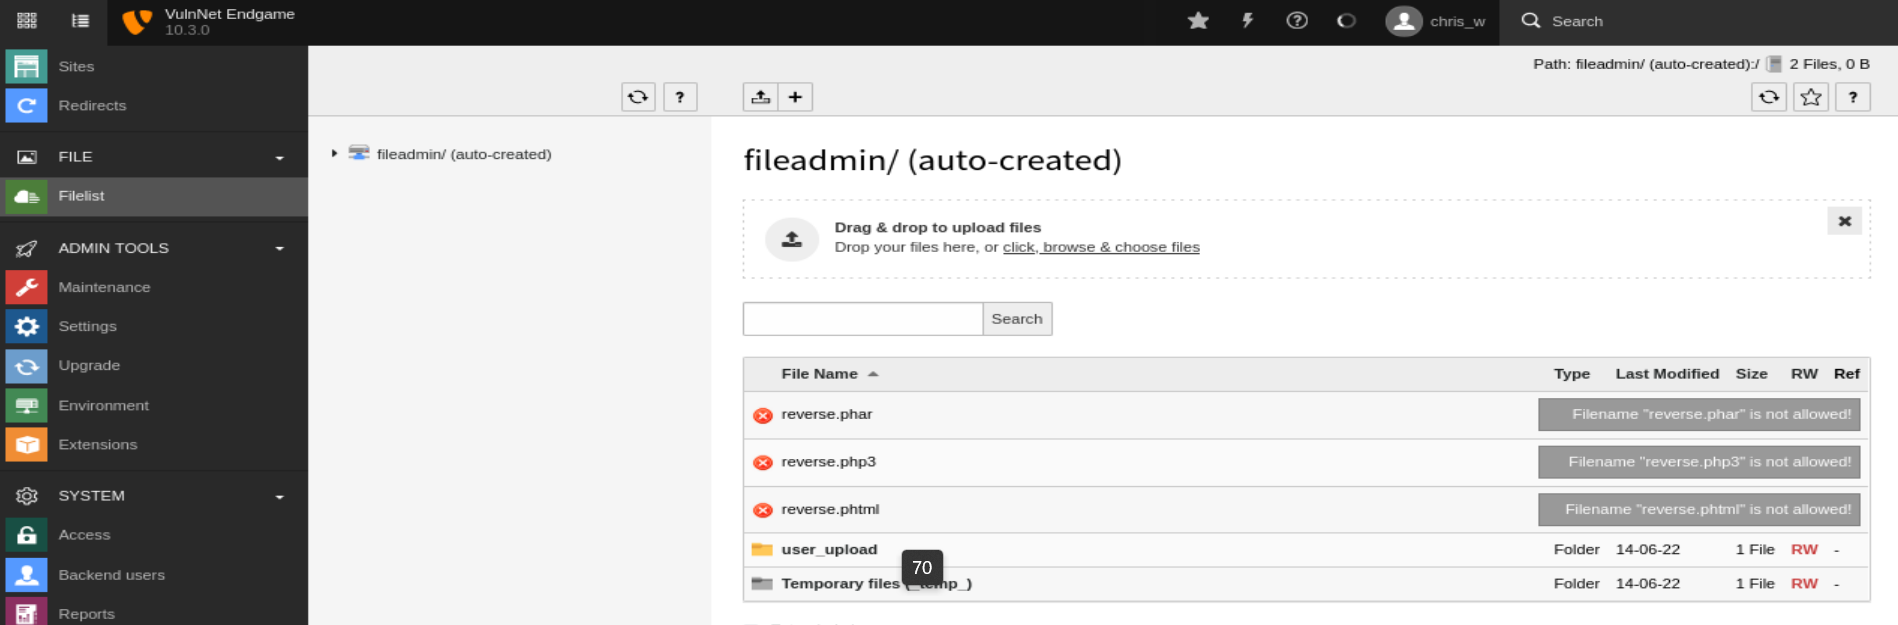 VulnNet Endgame
10.3.0
chris_w
Search
Sites
Redirects
FILE
Filelist
ADMIN TOOLS
Maintenance
Settings
Upgrade
Environment
Extensions
SYSTEM
Access
Backend users
Reports
Path: fileadmin/ (auto-created):/ 2 Files, 0 B
?
+
?
fileadmin/ (auto-created)
fileadmin/ (auto-created)
Drag & drop to upload files
Drop your files here, or click, browse & choose files
Search
File Name Type Last Modified Size RW Ref
reverse.phar Filename "reverse.phar" is not allowed!
reverse.php3 Filename "reverse.php3" is not allowed!
reverse.phtml Filename "reverse.phtml" is not allowed!
user_upload Folder 14-06-22 1 File RW -
70
Temporary files (_temp_) Folder 14-06-22 1 File RW -